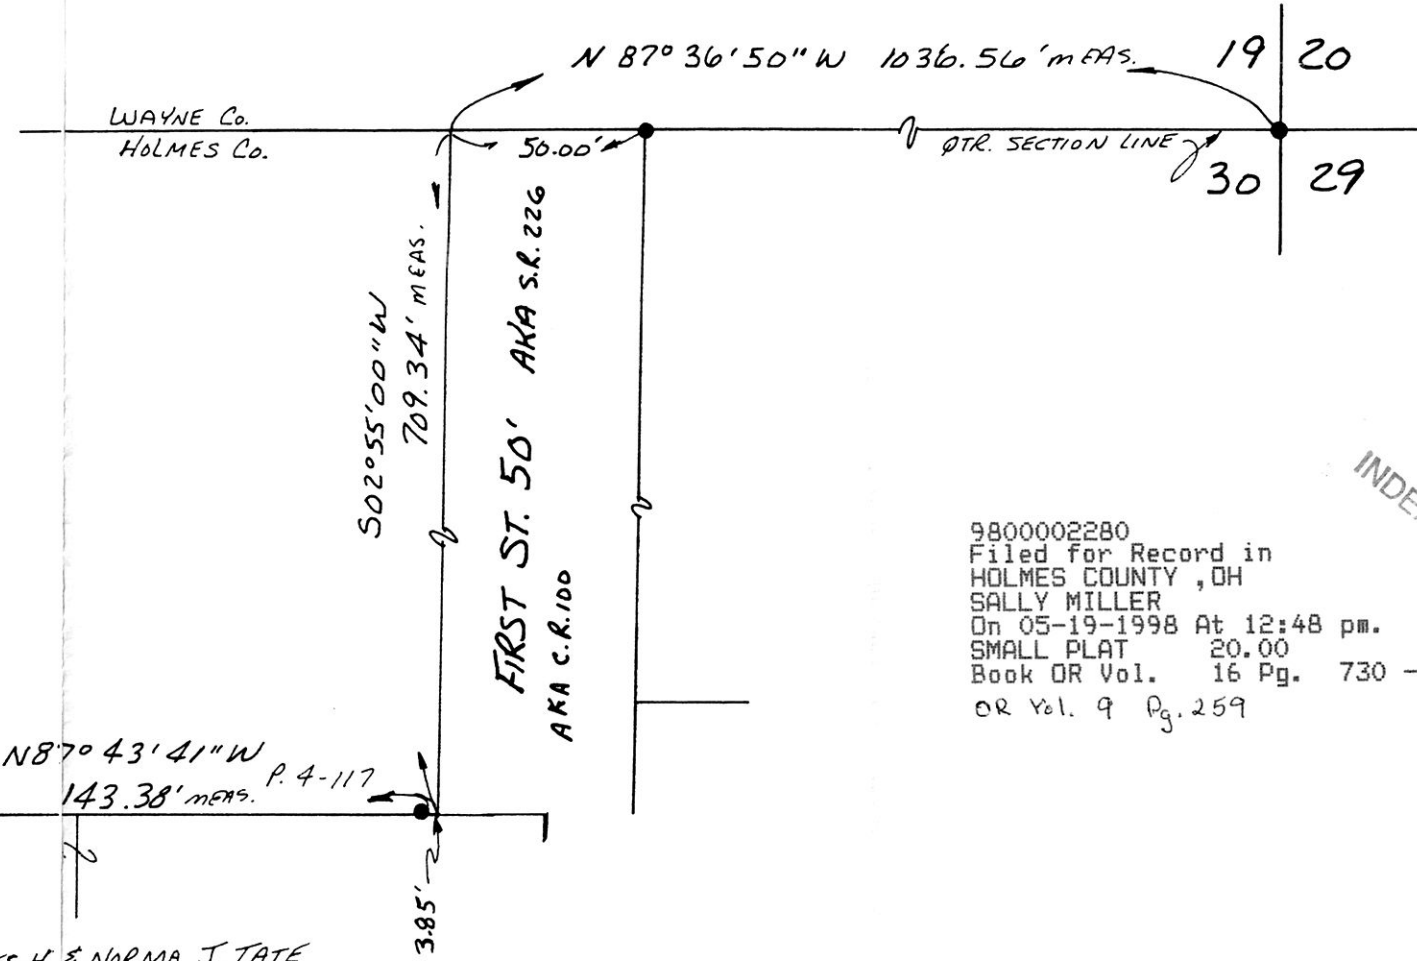 N 87° 36' 50" W 1036.56' MEAS.
19 20
WAYNE Co.
HOLMES Co.
50.00'
QTR. SECTION LINE
30 29
S02°55'00"W
709.34' MEAS.
FIRST ST. 50' AKA S.R. 226
AKA C.R. 100
9800002280
Filed for Record in
HOLMES COUNTY ,OH
SALLY MILLER
On 05-19-1998 At 12:48 pm.
SMALL PLAT 20.00
Book OR Vol. 16 Pg. 730 -
OR Vol. 9 Pg. 259
N87° 43' 41" W
143.38' MEAS. P. 4-117
3.85'
H & NORMA J TATE